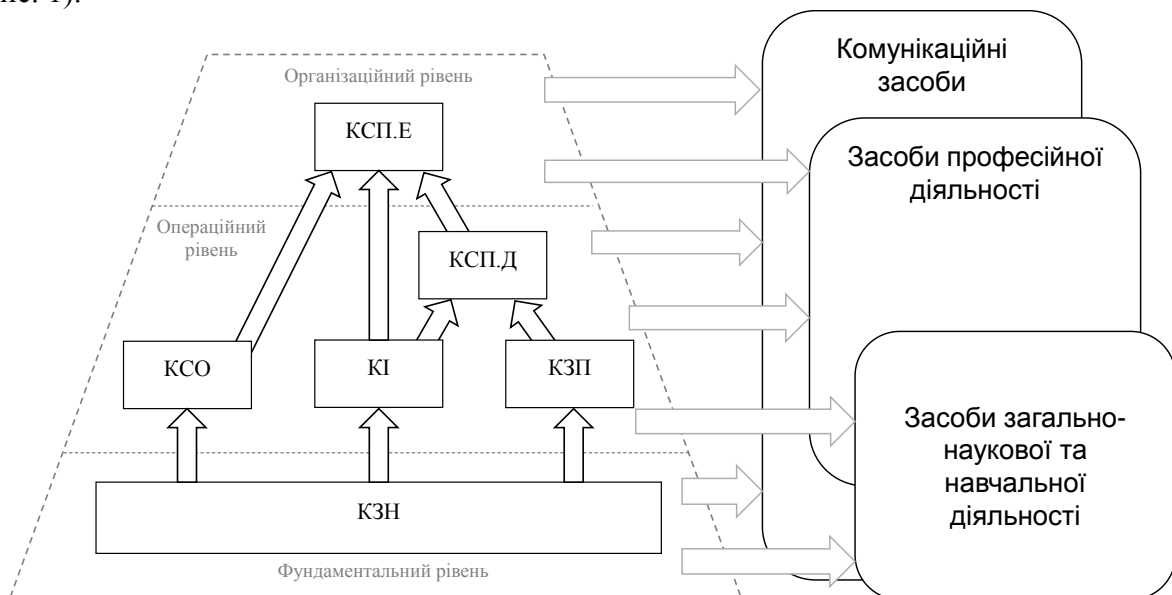 ис. 1).
Організаційний рівень
КСП.Е
Операційний
рівень
КСП.Д
КСО
КІ
КЗП
КЗН
Фундаментальний рівень
Комунікаційні
засоби
Засоби професійної
діяльності
Засоби загально-
наукової та
навчальної
діяльності